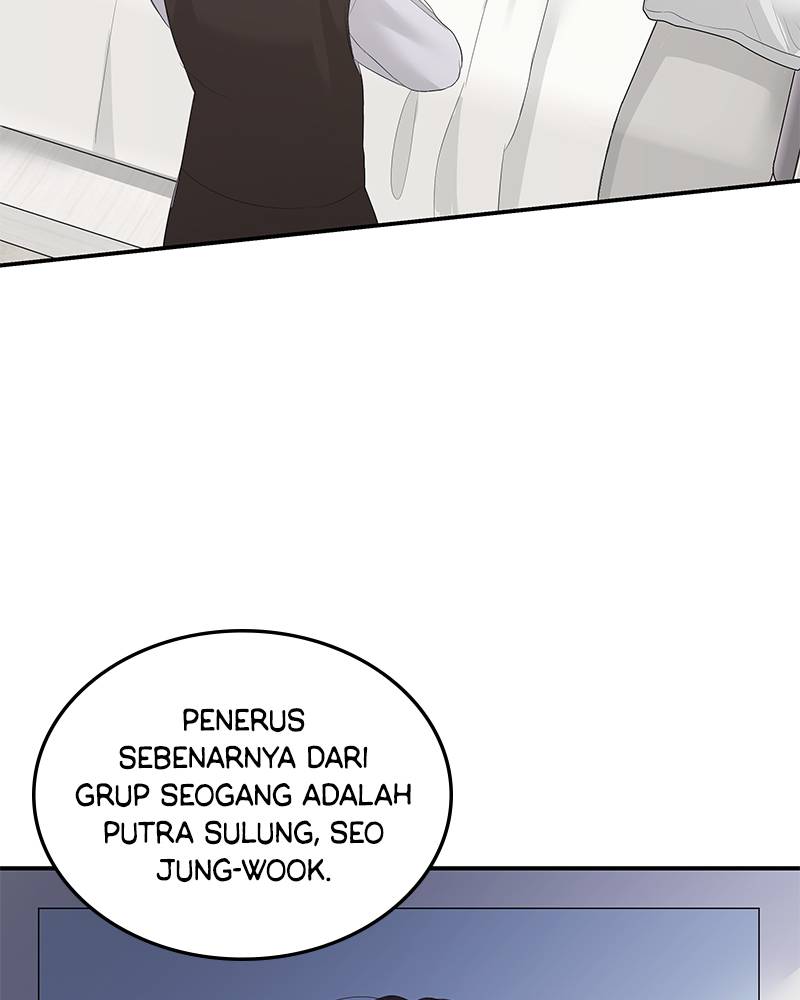 PENERUS
SEBENARNYA DARI
GRUP SEOGANG ADALAH
PUTRA SULUNG, SEO
JUNG-WOOK.